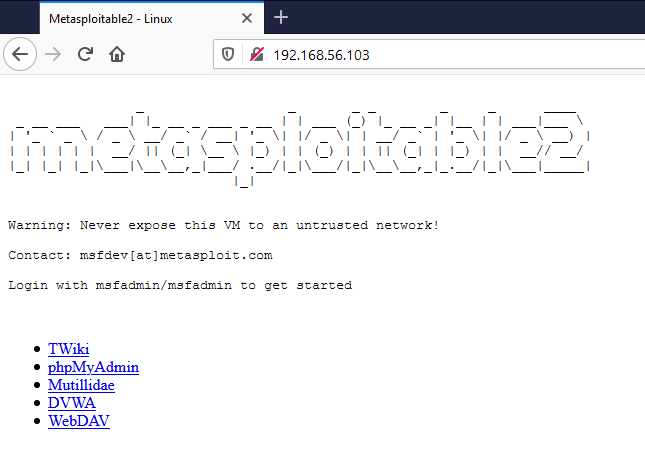 Metasploitable2 - Linux
192.168.56.103
metasploitable2
Warning: Never expose this VM to an untrusted network!
Contact: msfdev[at]metasploit.com
Login with msfadmin/msfadmin to get started
TWiki
phpMyAdmin
Mutillidae
DVWA
WebDAV